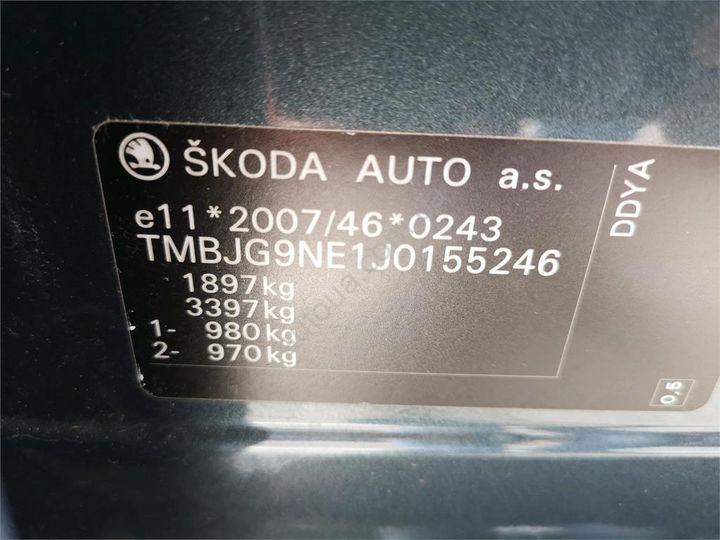 ŠKODA AUTO a.s.
e11*2007/46*0243
TMBJG9NE1J0155246
1897kg
3397kg
1- 980kg
2- 970kg
DDYA
0,5